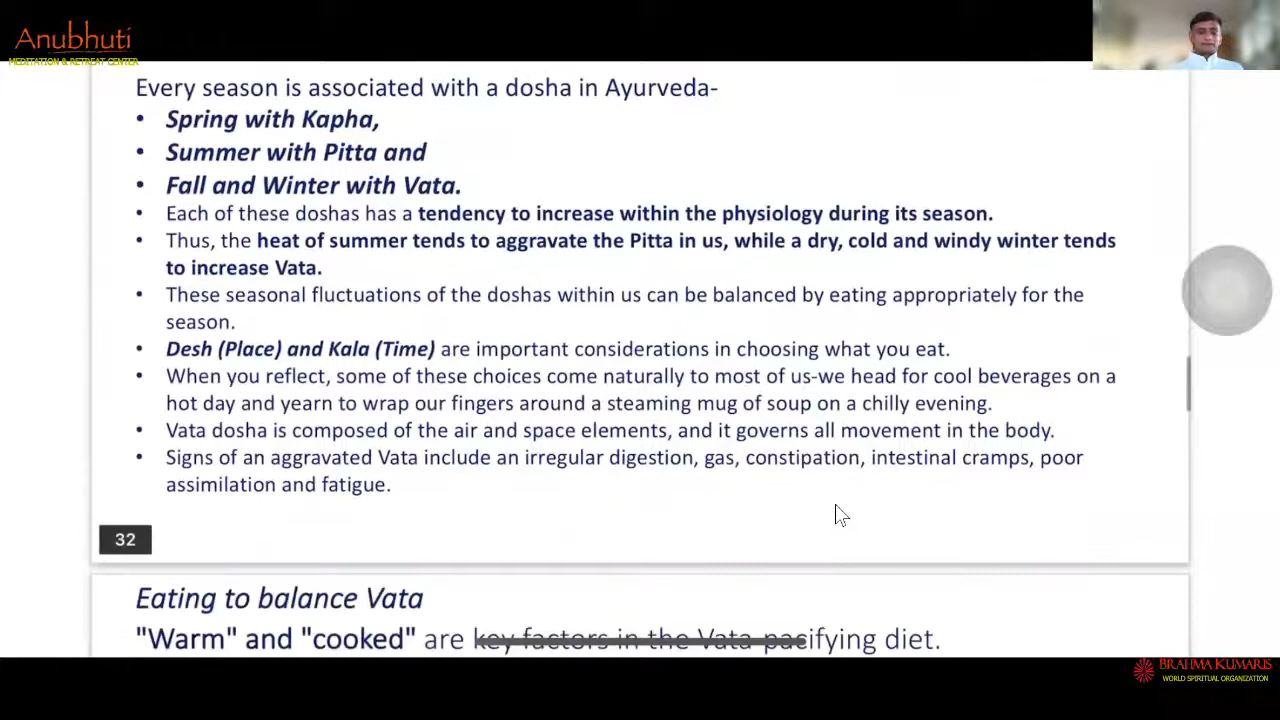 Anubhuti
MEDITATION & RETREAT CENTER
Every season is associated with a dosha in Ayurveda-
• Spring with Kapha,
• Summer with Pitta and
• Fall and Winter with Vata.
• Each of these doshas has a tendency to increase within the physiology during its season.
• Thus, the heat of summer tends to aggravate the Pitta in us, while a dry, cold and windy winter tends
to increase Vata.
• These seasonal fluctuations of the doshas within us can be balanced by eating appropriately for the
season.
• Desh (Place) and Kala (Time) are important considerations in choosing what you eat.
• When you reflect, some of these choices come naturally to most of us-we head for cool beverages on a
hot day and yearn to wrap our fingers around a steaming mug of soup on a chilly evening.
• Vata dosha is composed of the air and space elements, and it governs all movement in the body.
• Signs of an aggravated Vata include an irregular digestion, gas, constipation, intestinal cramps, poor
assimilation and fatigue.
32
Eating to balance Vata
"Warm" and "cooked" are key factors in the Vata-pacifying diet.
BRAHMA KUMARIS
WORLD SPIRITUAL ORGANIZATION